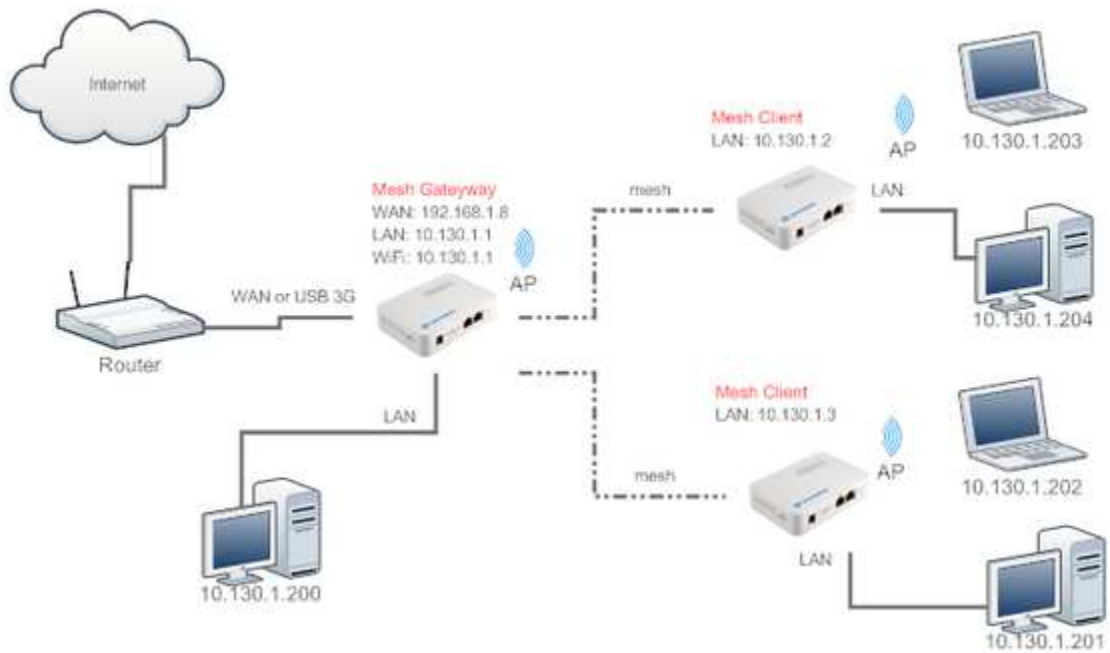 Internet
Router
WAN or USB 3G
Mesh Gateyway
WAN: 192.168.1.8
LAN: 10.130.1.1
WiFi: 10.130.1.1
AP
LAN
10.130.1.200
mesh
Mesh Client
LAN: 10.130.1.2
AP
10.130.1.203
LAN
10.130.1.204
mesh
Mesh Client
LAN: 10.130.1.3
AP
10.130.1.202
LAN
10.130.1.201